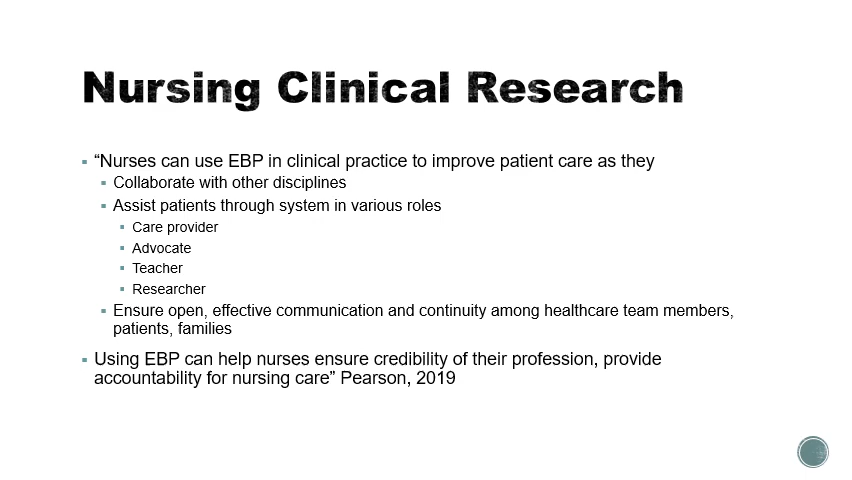 Nursing Clinical Research
“Nurses can use EBP in clinical practice to improve patient care as they
Collaborate with other disciplines
Assist patients through system in various roles
Care provider
Advocate
Teacher
Researcher
Ensure open, effective communication and continuity among healthcare team members,
patients, families
Using EBP can help nurses ensure credibility of their profession, provide
accountability for nursing care” Pearson, 2019